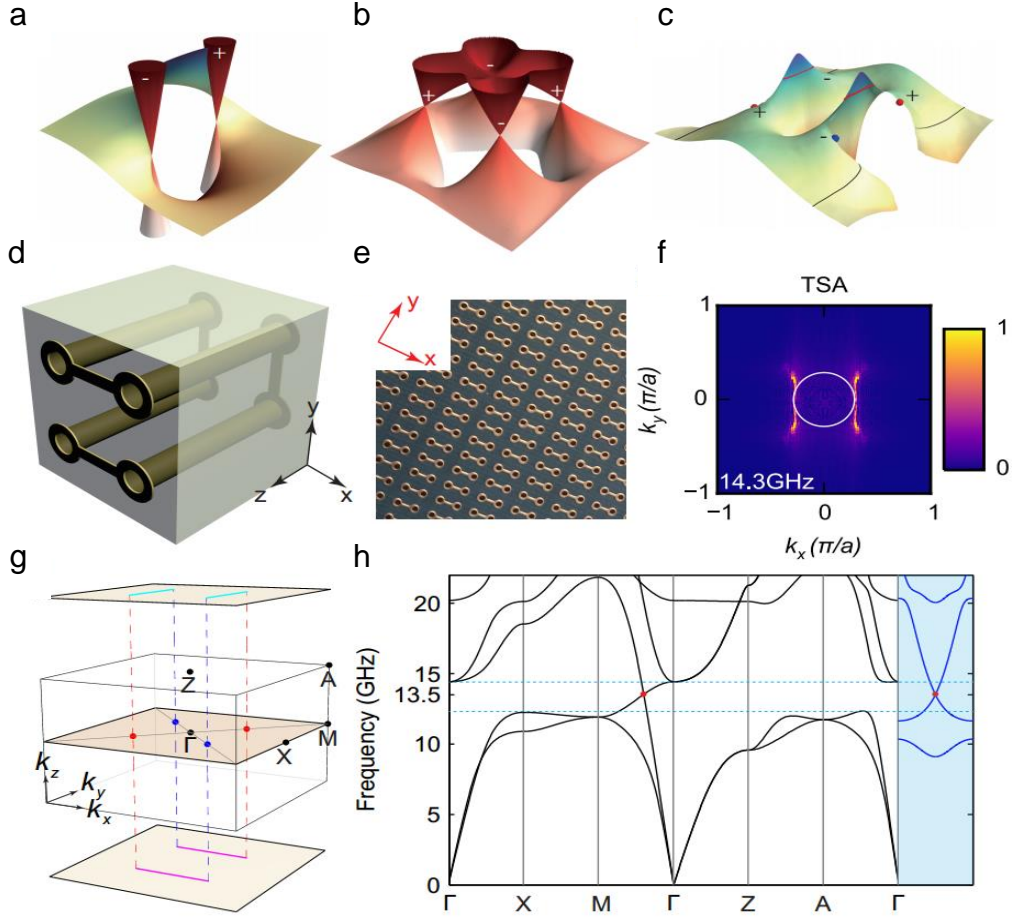 a
- +
b
-
+ +
-
c
- +
+
-
d
y
z x
e
y
x
f
TSA
1
0
-1
k_y (π/a)
14.3GHz
-1 0 1
k_x (π/a)
1
0
g
Z
A
Γ
M
X
k_z
k_y
k_x
h
Frequency (GHz)
20
15
13.5
10
5
0
Γ X M Γ Z A Γ